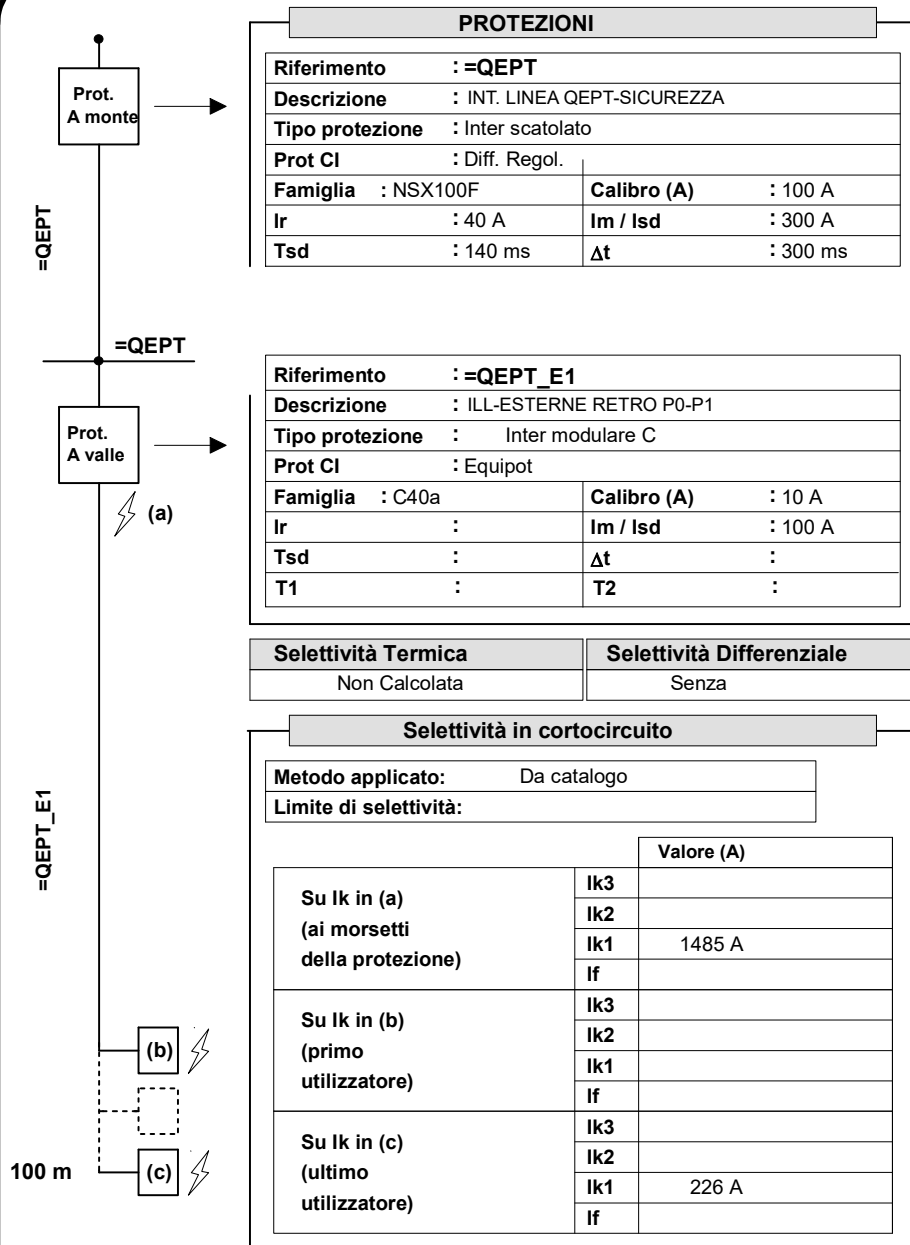 PROTEZIONI
Prot.
A monte
Riferimento : =QEPT
Descrizione : INT. LINEA QEPT-SICUREZZA
Tipo protezione : Inter scatolato
Prot CI : Diff. Regol.
Famiglia : NSX100F Calibro (A) : 100 A
Ir : 40 A Im / Isd : 300 A
Tsd : 140 ms Δt : 300 ms
=QEPT
=QEPT
Prot.
A valle
(a)
Riferimento : =QEPT_E1
Descrizione : ILL-ESTERNE RETRO P0-P1
Tipo protezione : Inter modulare C
Prot CI : Equipot
Famiglia : C40a Calibro (A) : 10 A
Ir : Im / Isd : 100 A
Tsd : Δt :
T1 : T2 :
Selettività Termica Selettività Differenziale
Non Calcolata Senza
Selettività in cortocircuito
Metodo applicato: Da catalogo
Limite di selettività:
=QEPT_E1
Valore (A)
Su Ik in (a)
(ai morsetti
della protezione)
Ik3
Ik2
Ik1 1485 A
If
(b)
Su Ik in (b)
(primo
utilizzatore)
Ik3
Ik2
Ik1
If
100 m (c)
Su Ik in (c)
(ultimo
utilizzatore)
Ik3
Ik2
Ik1 226 A
If